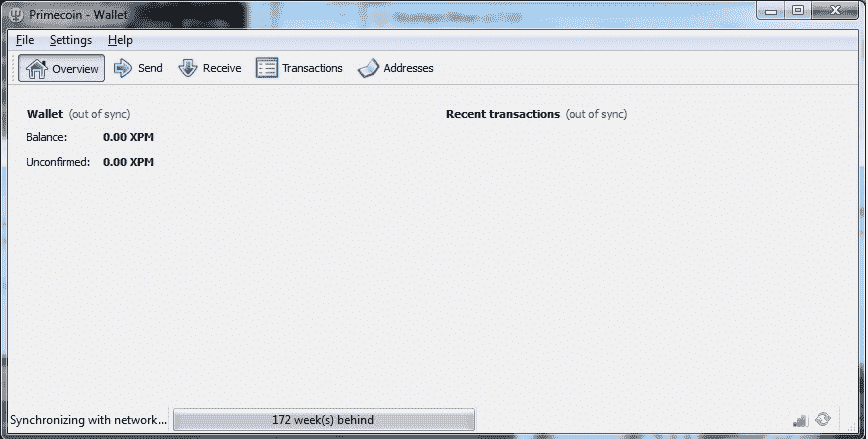 Primecoin - Wallet
File Settings Help
Overview Send Receive Transactions Addresses
Wallet (out of sync) Recent transactions (out of sync)
Balance: 0.00 XPM
Unconfirmed: 0.00 XPM
Synchronizing with network... 172 week(s) behind